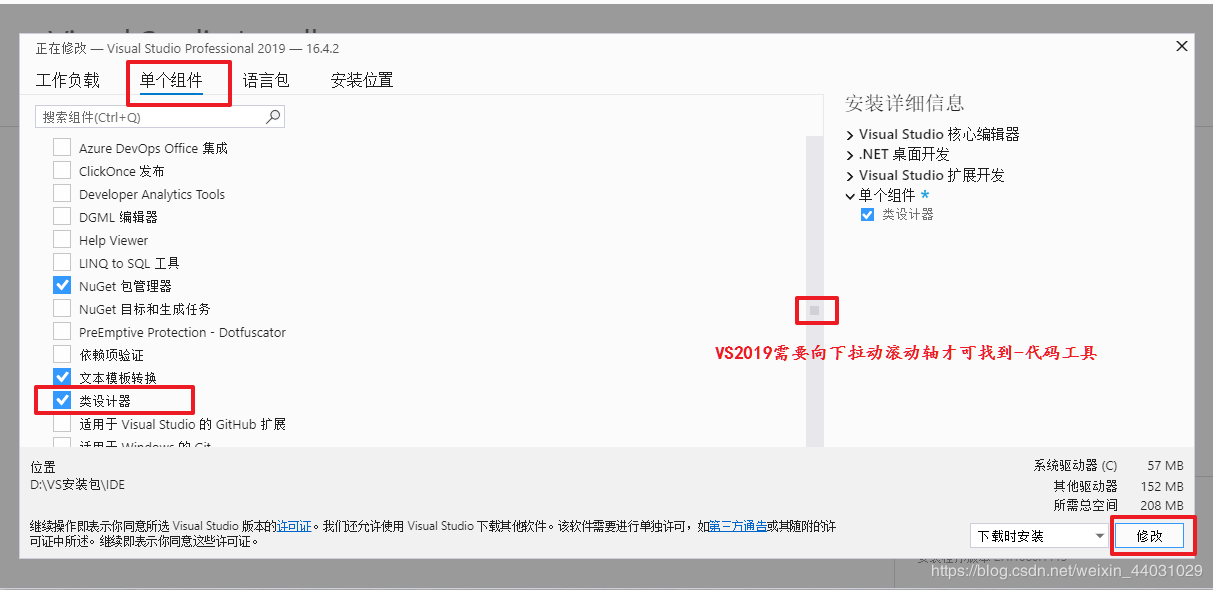 正在修改 — Visual Studio Professional 2019 — 16.4.2
工作负载 单个组件 语言包 安装位置
搜索组件(Ctrl+Q)
Azure DevOps Office 集成
ClickOnce 发布
Developer Analytics Tools
DGML 编辑器
Help Viewer
LINQ to SQL 工具
NuGet 包管理器
NuGet 目标和生成任务
PreEmptive Protection - Dotfuscator
依赖项验证
文本模板转换
类设计器
适用于 Visual Studio 的 GitHub 扩展
适用于 Windows 的 Git
安装详细信息
Visual Studio 核心编辑器
.NET 桌面开发
Visual Studio 扩展开发
单个组件 *
类设计器
VS2019需要向下拉动滚动轴才可找到-代码工具
位置
D:\VS安装包\IDE
系统驱动器 (C) 57 MB
其他驱动器 152 MB
所需总空间 208 MB
继续操作即表示你同意所选 Visual Studio 版本的许可证。我们还允许使用 Visual Studio 下载其他软件。该软件需要进行单独许可，如第三方通告或其随附的许
可证中所述。继续即表示你同意这些许可证。
下载时安装 修改
https://blog.csdn.net/weixin_44031029